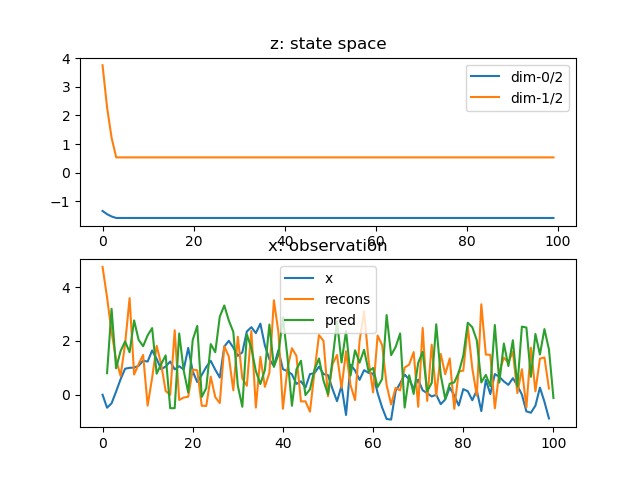 z: state space
4
3
2
1
0
−1
dim-0/2
dim-1/2
0 20 40 60 80 100
x: observation
4
2
0
x
recons
pred
0 20 40 60 80 100